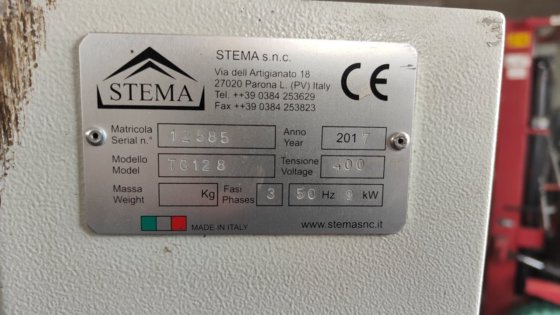 STEMA
STEMA s.n.c.
Via dell Artigianato 18
27020 Parona L. (PV) Italy
Tel. ++39 0384 253629
Fax ++39 0384 253823
CE
Matricola
Serial n°
12585
Anno
Year
2017
Modello
Model
TG128
Tensione
Voltage
400
Massa
Weight
Kg
Fasi
Phases
3
50 Hz 9 kW
MADE IN ITALY
www.stemasnc.it